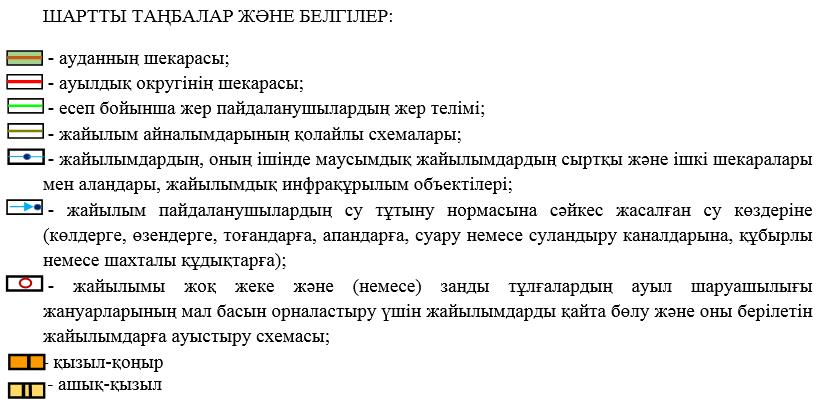 ШАРТТЫ ТАҢБАЛАР ЖӘНЕ БЕЛГІЛЕР:
- ауданның шекарасы;
- ауылдық округінің шекарасы;
- есеп бойынша жер пайдаланушылардың жер телімі;
- жайылым айналымдарының қолайлы схемалары;
- жайылымдардың, оның ішінде маусымдық жайылымдардың сыртқы және ішкі шекаралары
мен алаңдары, жайылымдық инфрақұрылым объектілері;
- жайылым пайдаланушылардың су тұтыну нормасына сәйкес жасалған су көздеріне
(көлдерге, өзендерге, тоғандарға, апандарға, суару немесе суландыру каналдарына, құбырлы
немесе шахталы құдықтарға);
- жайылымы жоқ жеке және (немесе) заңды тұлғалардың ауыл шаруашылығы
жануарларының мал басын орналастыру үшін жайылымдарды қайта бөлу және оны берілетін
жайылымдарға ауыстыру схемасы;
- қызыл-қоңыр
- ашық-қызыл